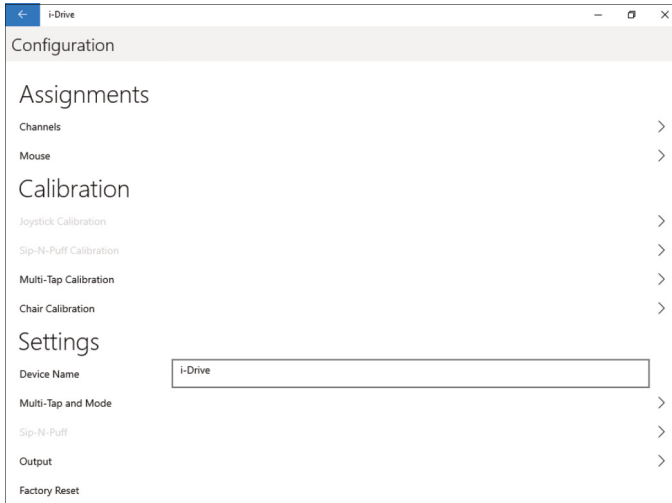 i-Drive
Configuration
Assignments
Channels
Mouse
Calibration
Joystick Calibration
Sip-N-Puff Calibration
Multi-Tap Calibration
Chair Calibration
Settings
Device Name i-Drive
Multi-Tap and Mode
Sip-N-Puff
Output
Factory Reset